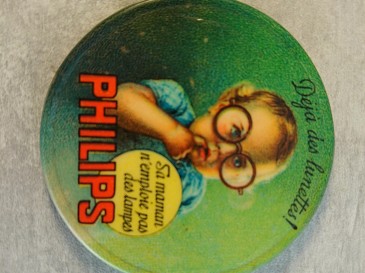 Déjà des lunettes!
Sa maman
n'emploie pas
des lampes
PHILIPS